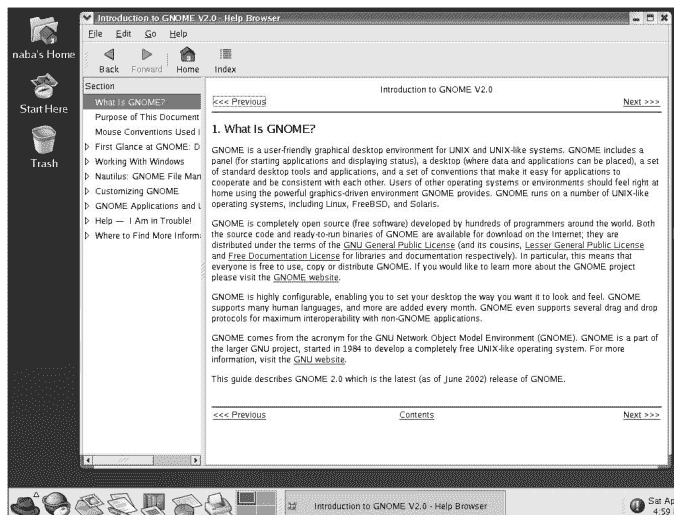 Introduction to GNOME V2.0 - Help Browser
File Edit Go Help
naba's Home
Back Forward Home Index
Start Here
Trash
Section
What Is GNOME?
Purpose of This Document
Mouse Conventions Used I
First Glance at GNOME: D
Working With Windows
Nautilus: GNOME File Man
Customizing GNOME
GNOME Applications and U
Help — I Am in Trouble!
Where to Find More Inform
Introduction to GNOME V2.0
<<< Previous Next >>>
1. What Is GNOME?
GNOME is a user-friendly graphical desktop environment for UNIX and UNIX-like systems. GNOME includes a
panel (for starting applications and displaying status), a desktop (where data and applications can be placed), a set
of standard desktop tools and applications, and a set of conventions that make it easy for applications to
cooperate and be consistent with each other. Users of other operating systems or environments should feel right at
home using the powerful graphics-driven environment GNOME provides. GNOME runs on a number of UNIX-like
operating systems, including Linux, FreeBSD, and Solaris.
GNOME is completely open source (free software) developed by hundreds of programmers around the world. Both
the source code and ready-to-run binaries of GNOME are available for download on the Internet; they are
distributed under the terms of the GNU General Public License (and its cousins, Lesser General Public License
and Free Documentation License for libraries and documentation respectively). In particular, this means that
everyone is free to use, copy or distribute GNOME. If you would like to learn more about the GNOME project
please visit the GNOME website.
GNOME is highly configurable, enabling you to set your desktop the way you want it to look and feel. GNOME
supports many human languages, and more are added every month. GNOME even supports several drag and drop
protocols for maximum interoperability with non-GNOME applications.
GNOME comes from the acronym for the GNU Network Object Model Environment (GNOME). GNOME is a part of
the larger GNU project, started in 1984 to develop a completely free UNIX-like operating system. For more
information, visit the GNU website.
This guide describes GNOME 2.0 which is the latest (as of June 2002) release of GNOME.
<<< Previous Contents Next >>>
Introduction to GNOME V2.0 - Help Browser
Sat Ap
4:59